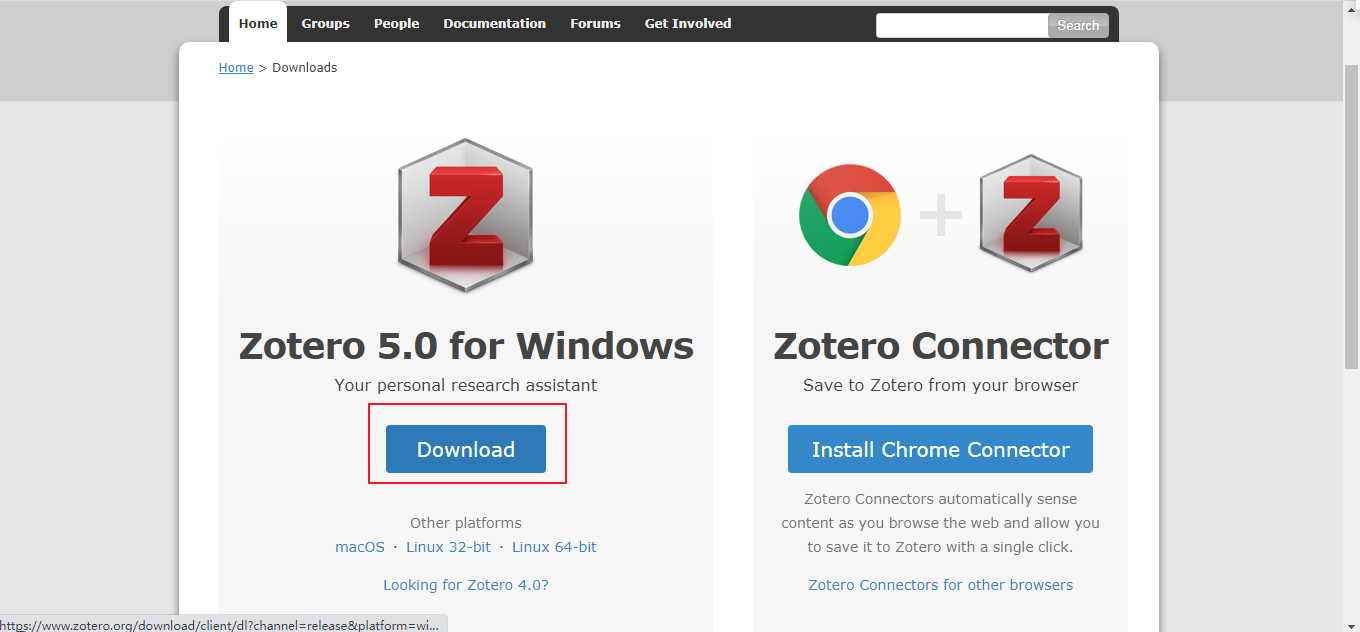 Home Groups People Documentation Forums Get Involved Search
Home > Downloads
Z
Z
Zotero 5.0 for Windows
Your personal research assistant
Download
Other platforms
macOS · Linux 32-bit · Linux 64-bit
Looking for Zotero 4.0?
Zotero Connector
Save to Zotero from your browser
Install Chrome Connector
Zotero Connectors automatically sense
content as you browse the web and allow you
to save it to Zotero with a single click.
Zotero Connectors for other browsers
https://www.zotero.org/download/client/dl?channel=release&platform=wi...